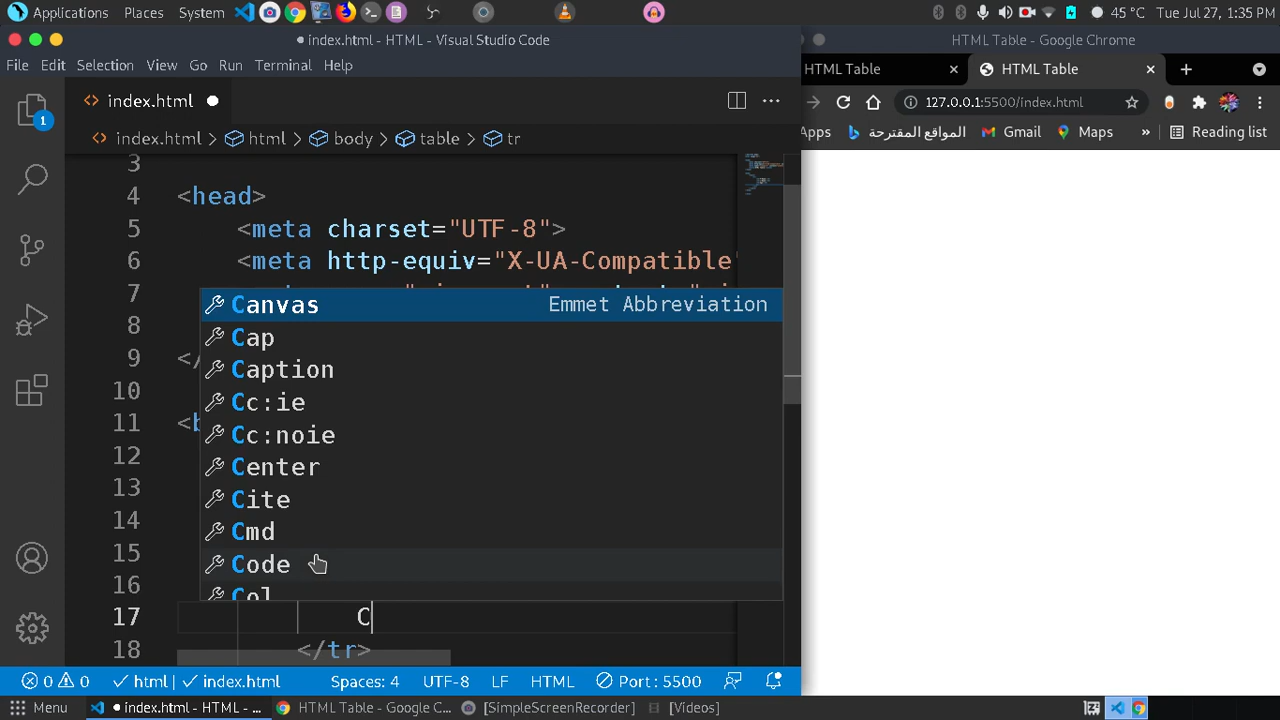 Applications Places System 45 °C Tue Jul 27, 1:35 PM
index.html - HTML - Visual Studio Code
HTML Table - Google Chrome
File Edit Selection View Go Run Terminal Help
index.html
HTML Table
HTML Table
127.0.0.1:5500/index.html
index.html html body table tr
Apps المواقع المقترحة Gmail Maps » Reading list
1
3
4 <head>
5 <meta charset="UTF-8">
6 <meta http-equiv="X-UA-Compatible"
7
8
9 </
10
11 <b
12
13
14
15
16
17 C
18 </tr>
Canvas Emmet Abbreviation
Cap
Caption
Cc:ie
Cc:noie
Center
Cite
Cmd
Code
Col
0 0 html index.html Spaces: 4 UTF-8 LF HTML Port : 5500
Menu index.html - HTML - ... HTML Table - Google C... [SimpleScreenRecorder] [Videos]